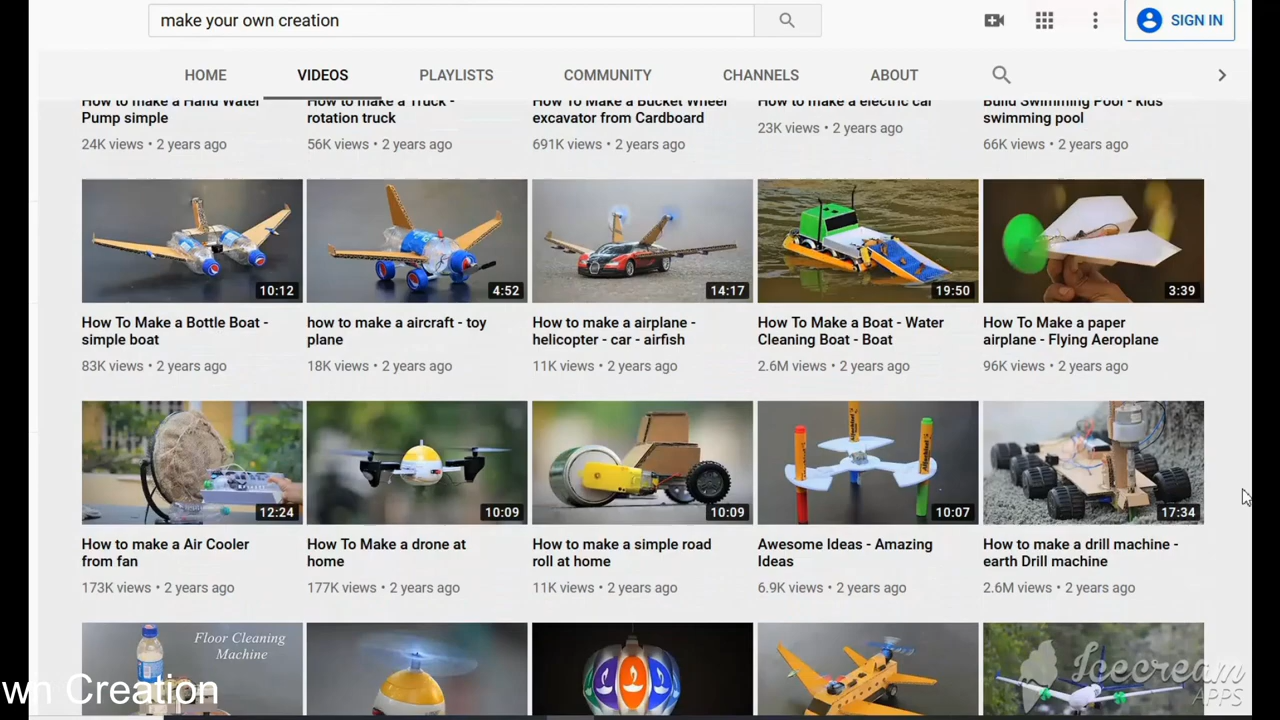 make your own creation
SIGN IN
HOME VIDEOS PLAYLISTS COMMUNITY CHANNELS ABOUT
How to make a Hand Water
Pump simple
24K views • 2 years ago
How to make a Truck -
rotation truck
56K views • 2 years ago
How To Make a Bucket Wheel
excavator from Cardboard
691K views • 2 years ago
How to make a electric car
23K views • 2 years ago
Build Swimming Pool - kids
swimming pool
66K views • 2 years ago
10:12
How To Make a Bottle Boat -
simple boat
83K views • 2 years ago
4:52
how to make a aircraft - toy
plane
18K views • 2 years ago
14:17
How to make a airplane -
helicopter - car - airfish
11K views • 2 years ago
19:50
How To Make a Boat - Water
Cleaning Boat - Boat
2.6M views • 2 years ago
3:39
How To Make a paper
airplane - Flying Aeroplane
96K views • 2 years ago
12:24
How to make a Air Cooler
from fan
173K views • 2 years ago
10:09
How To Make a drone at
home
177K views • 2 years ago
10:09
How to make a simple road
roll at home
11K views • 2 years ago
10:07
Awesome Ideas - Amazing
Ideas
6.9K views • 2 years ago
17:34
How to make a drill machine -
earth Drill machine
2.6M views • 2 years ago
Floor Cleaning
Machine
wn Creation
Icecream
APPS